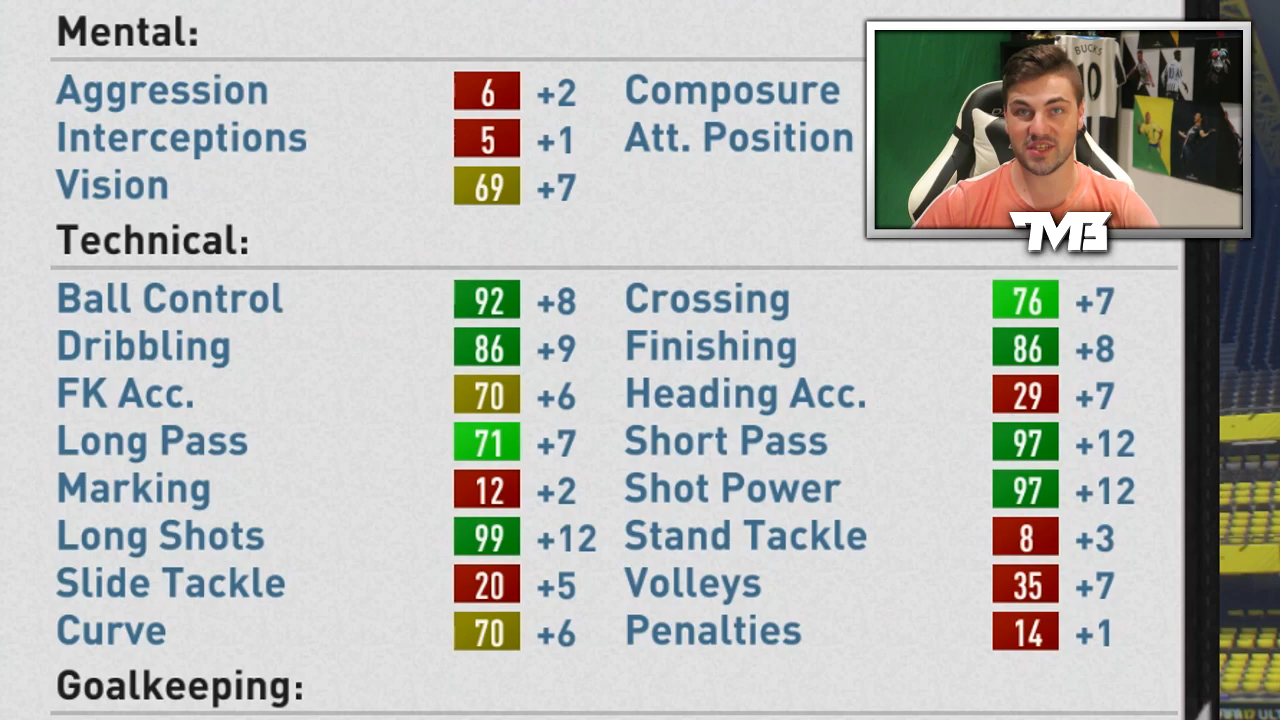 Mental:
Aggression 6 +2 Composure
Interceptions 5 +1 Att. Position
Vision 69 +7
BUCKS
10
7MB
Technical:
Ball Control 92 +8 Crossing 76 +7
Dribbling 86 +9 Finishing 86 +8
FK Acc. 70 +6 Heading Acc. 29 +7
Long Pass 71 +7 Short Pass 97 +12
Marking 12 +2 Shot Power 97 +12
Long Shots 99 +12 Stand Tackle 8 +3
Slide Tackle 20 +5 Volleys 35 +7
Curve 70 +6 Penalties 14 +1
Goalkeeping: